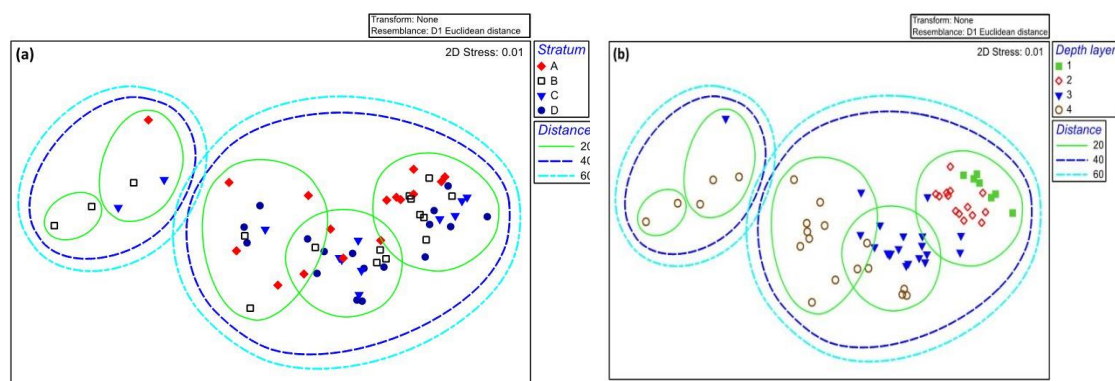 Transform: None
Resemblance: D1 Euclidean distance
(a)
2D Stress: 0.01
Stratum
A
B
C
D
Distance
20
40
60
Transform: None
Resemblance: D1 Euclidean distance
(b)
2D Stress: 0.01
Depth layer
1
2
3
4
Distance
20
40
60